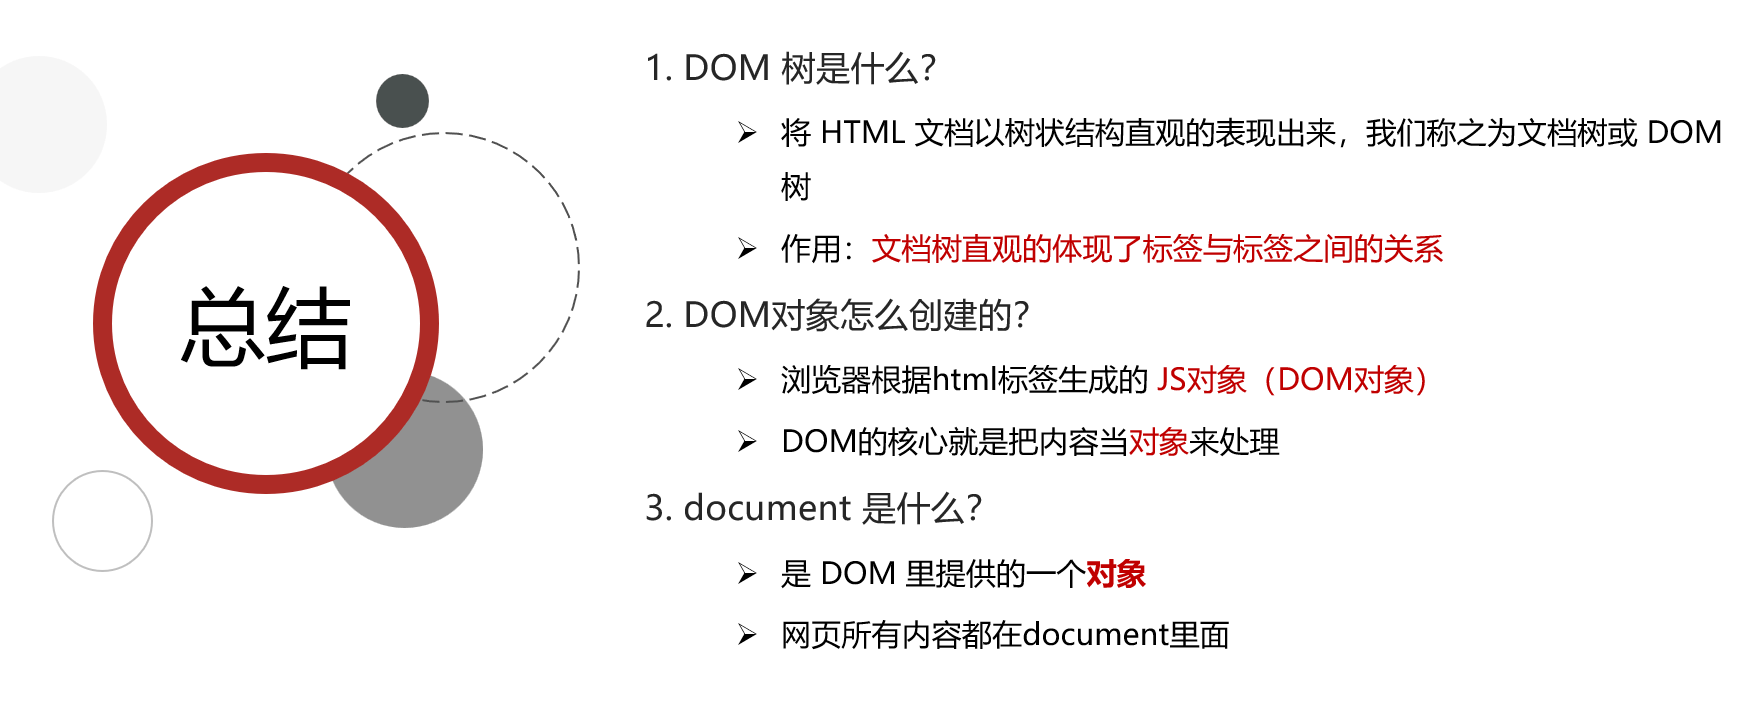 总结
1. DOM 树是什么？
➢ 将 HTML 文档以树状结构直观的表现出来，我们称之为文档树或 DOM
树
➢ 作用：文档树直观的体现了标签与标签之间的关系
2. DOM对象怎么创建的？
➢ 浏览器根据html标签生成的 JS对象（DOM对象）
➢ DOM的核心就是把内容当对象来处理
3. document 是什么？
➢ 是 DOM 里提供的一个对象
➢ 网页所有内容都在document里面